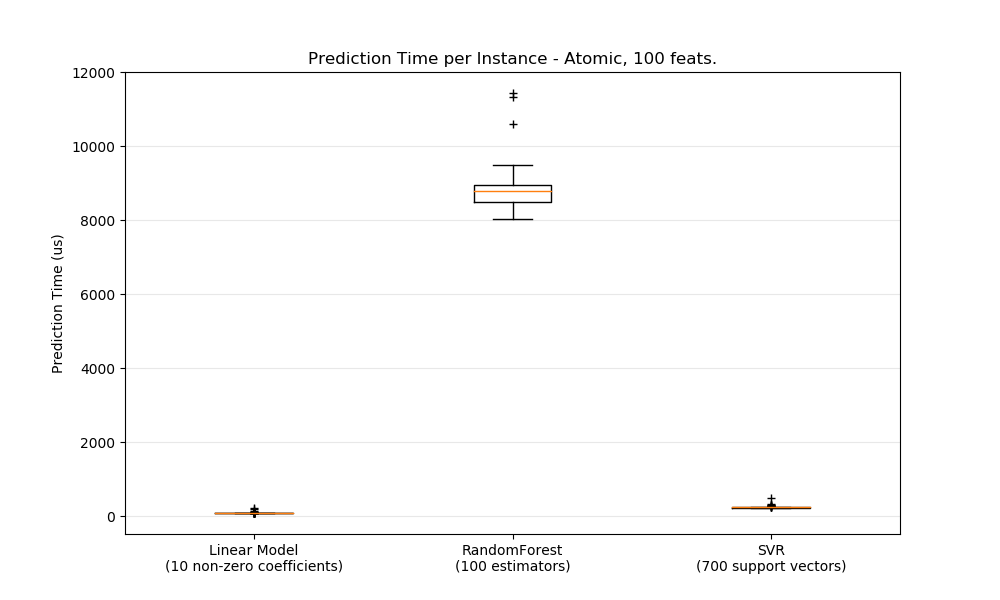 Prediction Time per Instance - Atomic, 100 feats.
12000
10000
8000
6000
4000
2000
0
Prediction Time (us)
Linear Model
(10 non-zero coefficients)
RandomForest
(100 estimators)
SVR
(700 support vectors)